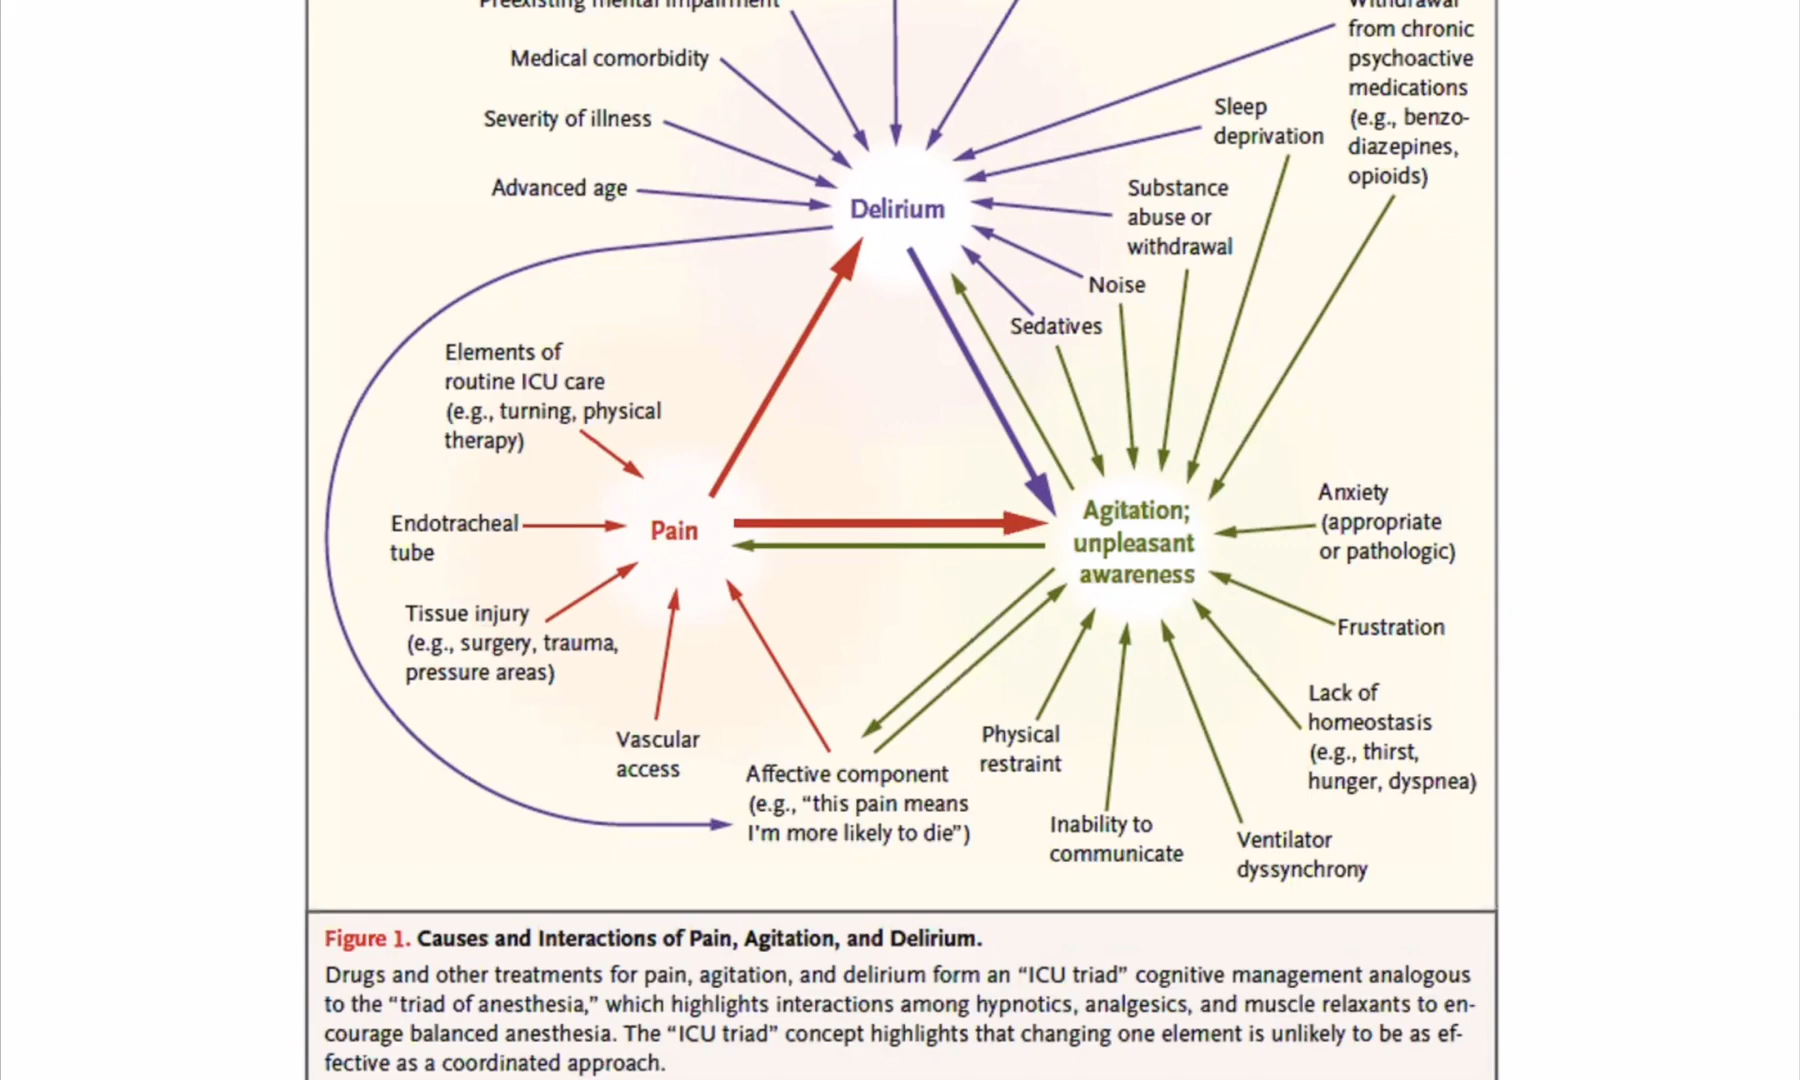 Preexisting mental impairment
Withdrawal
from chronic
psychoactive
medications
(e.g., benzo-
diazepines,
opioids)
Medical comorbidity
Severity of illness
Advanced age
Sleep
deprivation
Substance
abuse or
withdrawal
Delirium
Noise
Sedatives
Elements of
routine ICU care
(e.g., turning, physical
therapy)
Endotracheal
tube
Pain
Agitation;
unpleasant
awareness
Anxiety
(appropriate
or pathologic)
Tissue injury
(e.g., surgery, trauma,
pressure areas)
Frustration
Vascular
access
Affective component
(e.g., “this pain means
I'm more likely to die”)
Physical
restraint
Lack of
homeostasis
(e.g., thirst,
hunger, dyspnea)
Inability to
communicate
Ventilator
dyssynchrony
Figure 1. Causes and Interactions of Pain, Agitation, and Delirium.
Drugs and other treatments for pain, agitation, and delirium form an “ICU triad” cognitive management analogous
to the “triad of anesthesia,” which highlights interactions among hypnotics, analgesics, and muscle relaxants to en-
courage balanced anesthesia. The “ICU triad” concept highlights that changing one element is unlikely to be as ef-
fective as a coordinated approach.